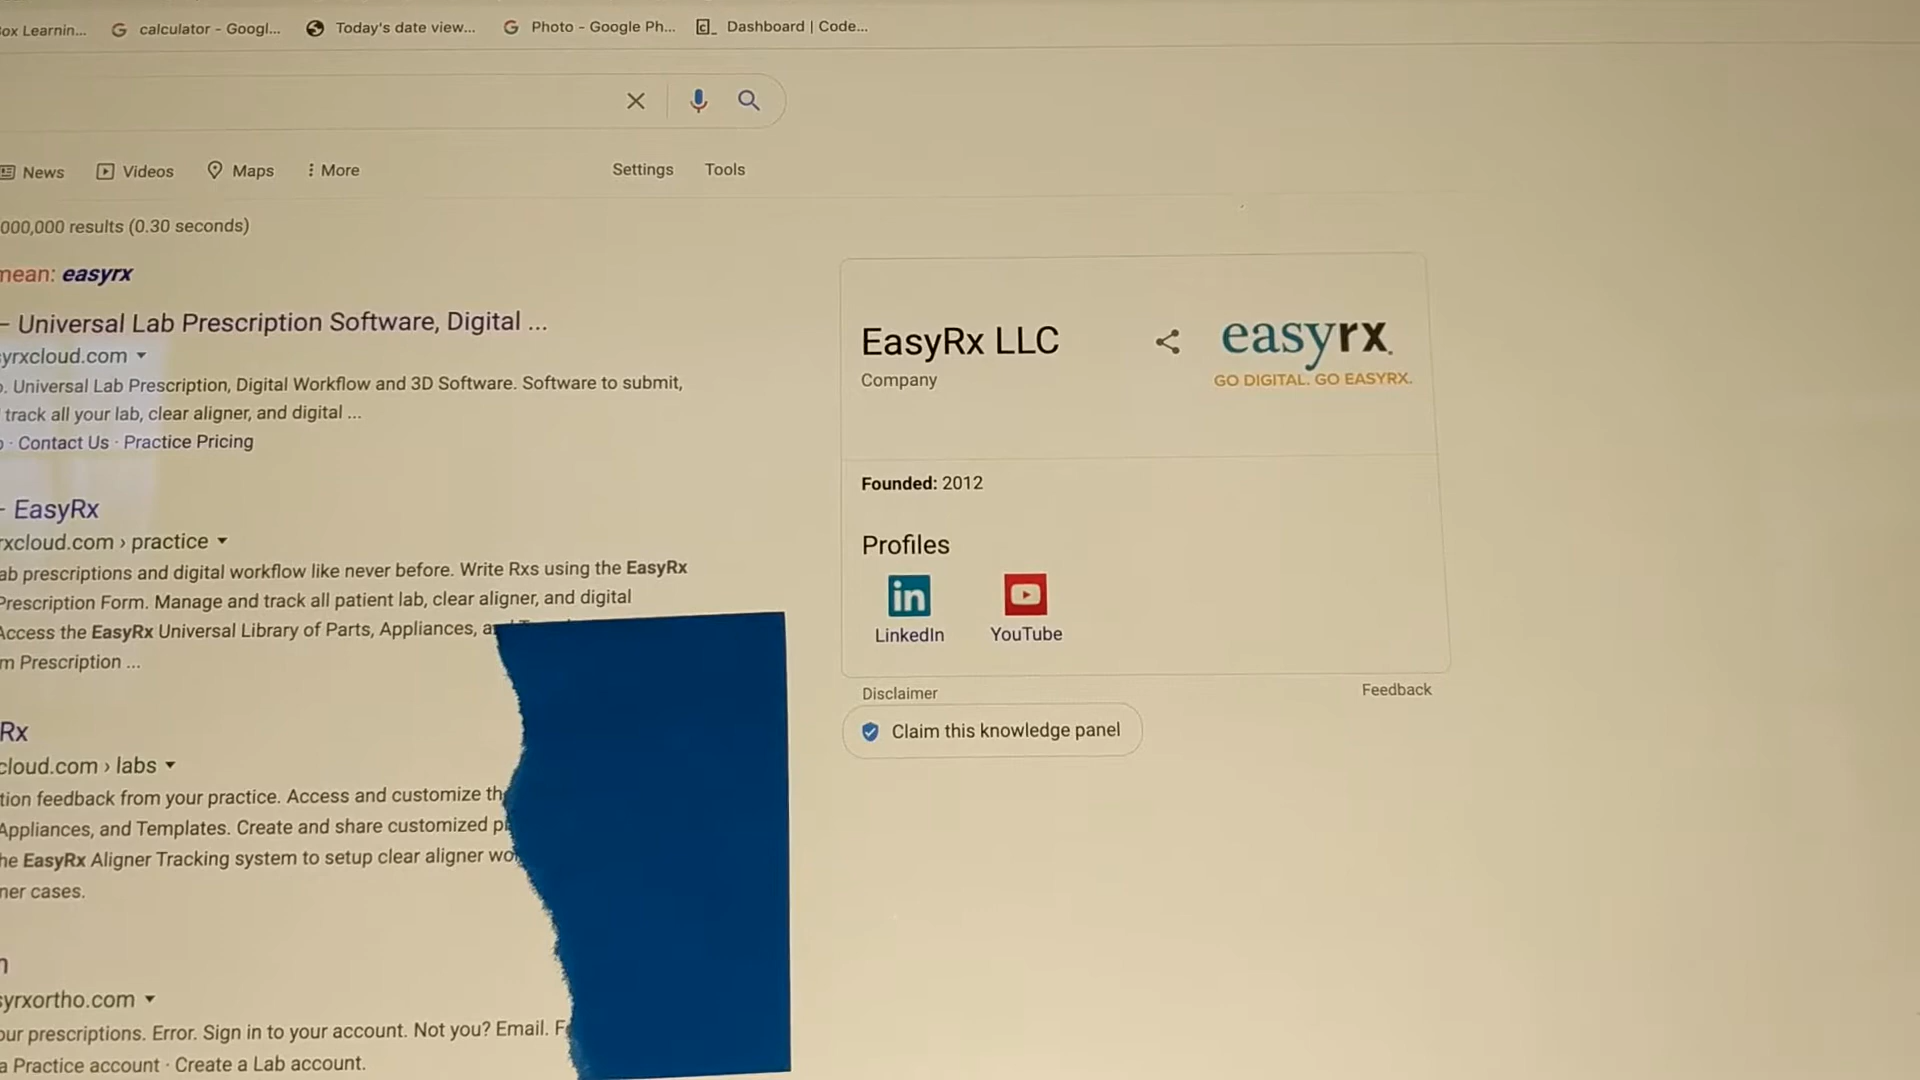 ox Learnin...
calculator - Googl...
Today's date view...
Photo - Google Ph...
Dashboard | Code...
News
Videos
Maps
More
Settings
Tools
000,000 results (0.30 seconds)
mean: easyrx
– Universal Lab Prescription Software, Digital ...
yrxcloud.com
. Universal Lab Prescription, Digital Workflow and 3D Software. Software to submit,
track all your lab, clear aligner, and digital ...
· Contact Us · Practice Pricing
- EasyRx
rxcloud.com › practice
ab prescriptions and digital workflow like never before. Write Rxs using the EasyRx
Prescription Form. Manage and track all patient lab, clear aligner, and digital
Access the EasyRx Universal Library of Parts, Appliances, a
m Prescription ...
Rx
cloud.com › labs
tion feedback from your practice. Access and customize th
Appliances, and Templates. Create and share customized p
he EasyRx Aligner Tracking system to setup clear aligner wo
ner cases.
n
syrxortho.com
our prescriptions. Error. Sign in to your account. Not you? Email. F
a Practice account · Create a Lab account.
EasyRx LLC
Company
easyrx
GO DIGITAL. GO EASYRX.
Founded: 2012
Profiles
in
LinkedIn
YouTube
Disclaimer
Feedback
Claim this knowledge panel